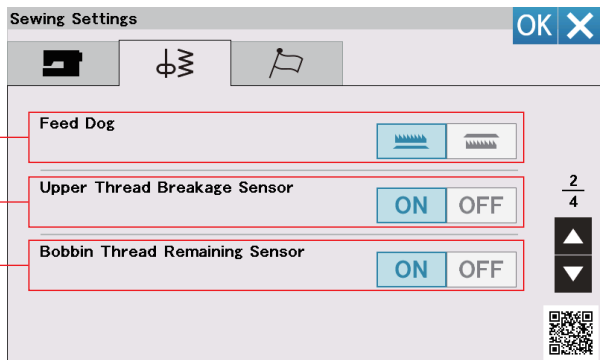 Sewing Settings
OK
Feed Dog
Upper Thread Breakage Sensor
ON OFF
Bobbin Thread Remaining Sensor
ON OFF
2
4